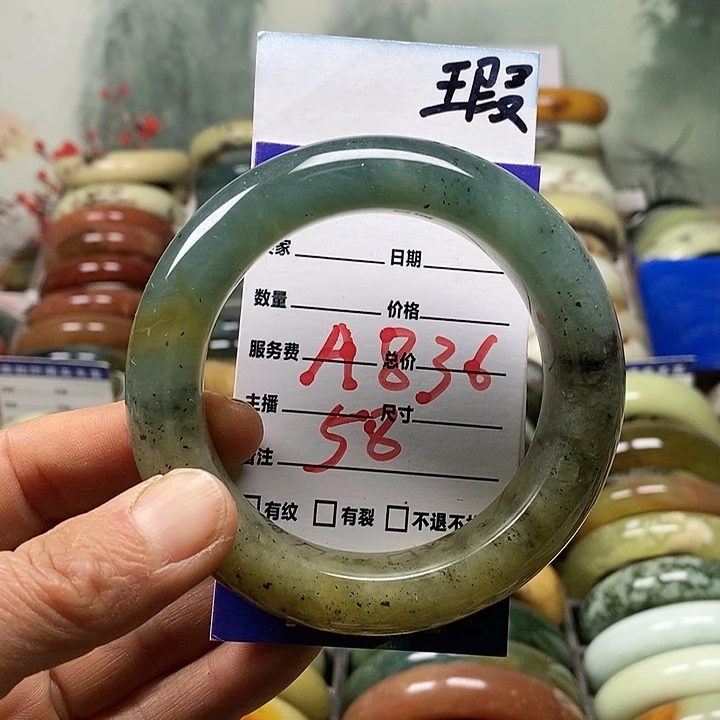 瑕
家 日期
数量 价格
服务费 总价
A836
主播 尺寸
58
注
有纹 有裂 不退不